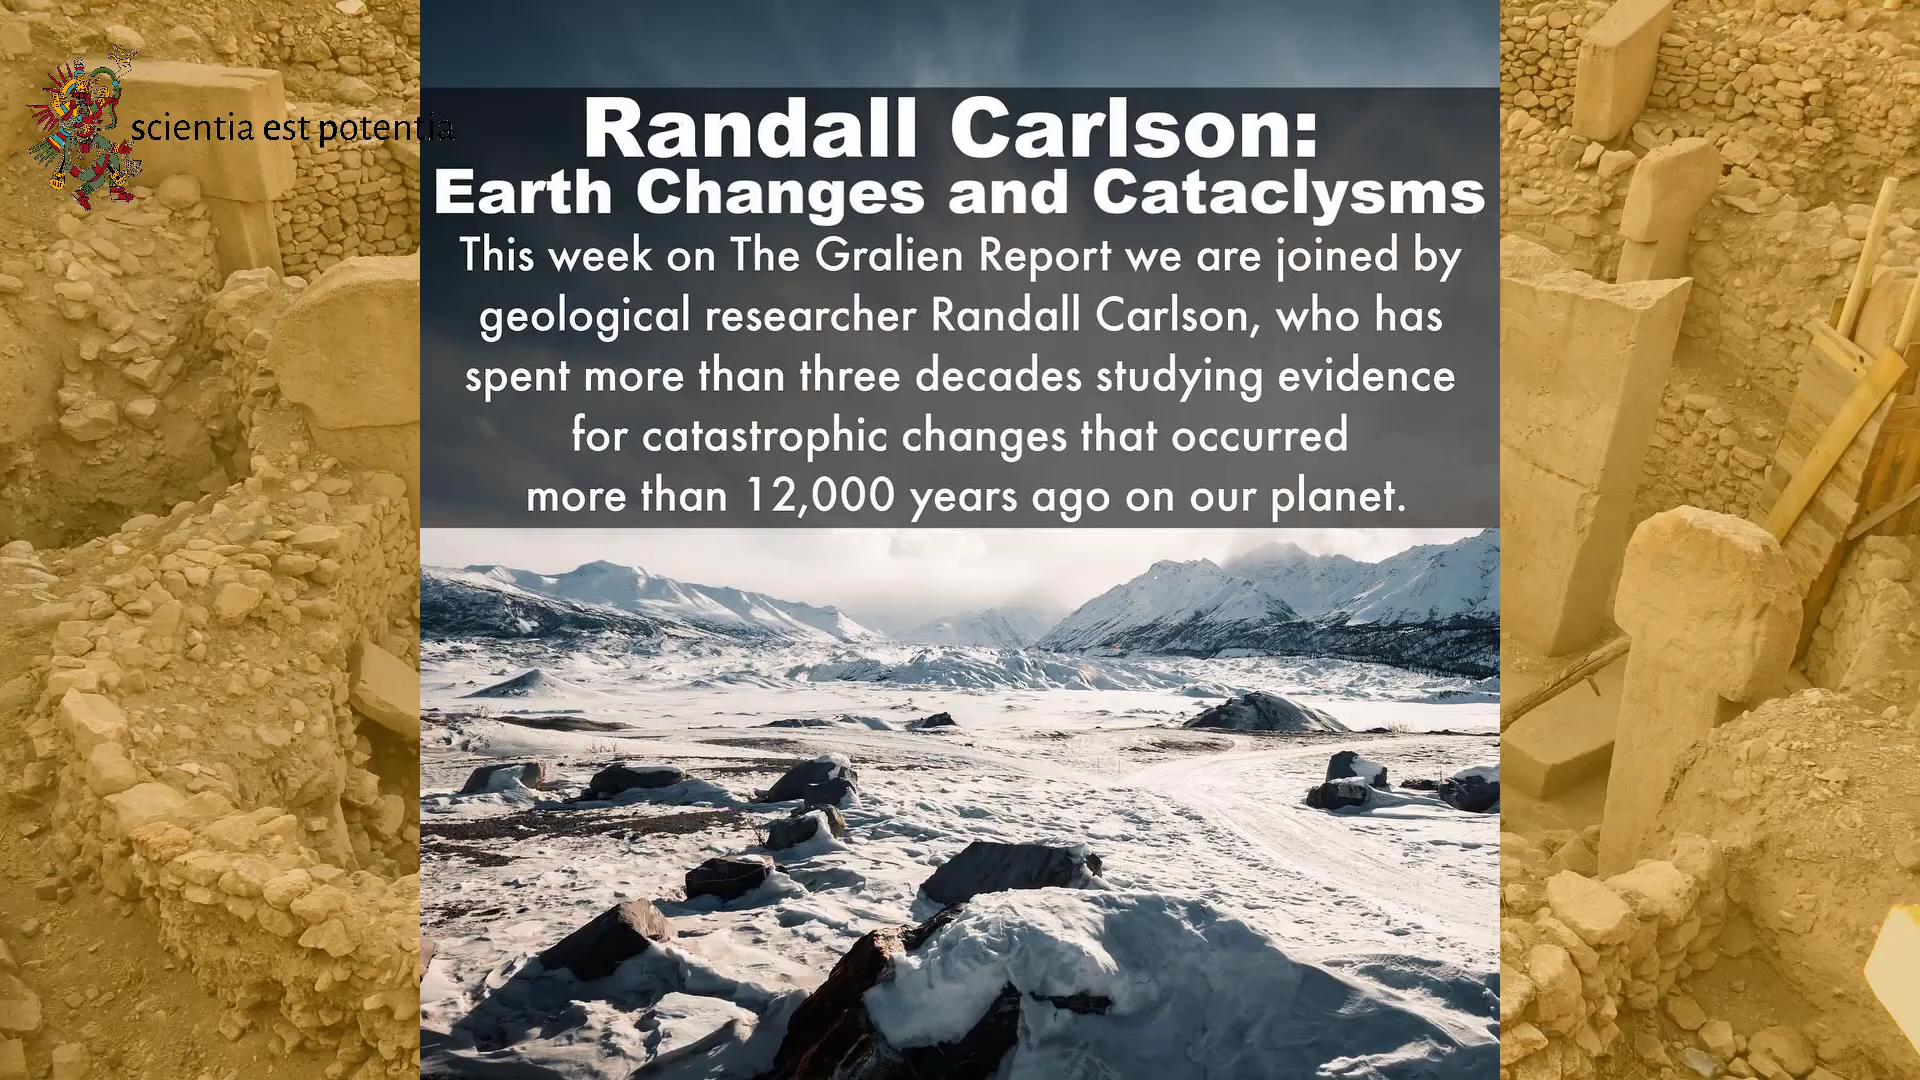 scientia est potentia
Randall Carlson:
Earth Changes and Cataclysms
This week on The Gralien Report we are joined by
geological researcher Randall Carlson, who has
spent more than three decades studying evidence
for catastrophic changes that occurred
more than 12,000 years ago on our planet.